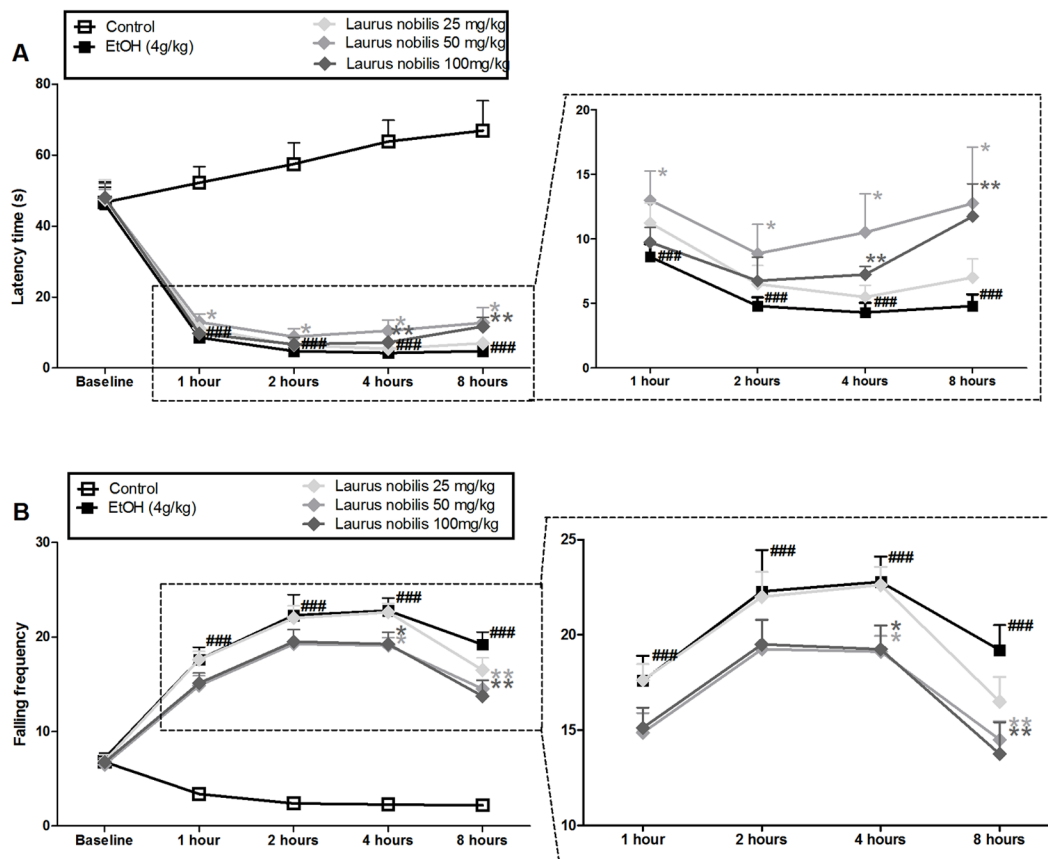 A
Control
EtOH (4g/kg)
Laurus nobilis 25 mg/kg
Laurus nobilis 50 mg/kg
Laurus nobilis 100mg/kg
Latency time (s)
80
60
40
20
0
Baseline
1 hour
2 hours
4 hours
8 hours
*
*
*
**
*
**
###
###
###
###
20
15
10
5
0
1 hour
2 hours
4 hours
8 hours
*
*
*
*
**
**
###
###
###
###
B
Control
EtOH (4g/kg)
Laurus nobilis 25 mg/kg
Laurus nobilis 50 mg/kg
Laurus nobilis 100mg/kg
Falling frequency
30
20
10
0
Baseline
1 hour
2 hours
4 hours
8 hours
###
###
###
###
*
*
**
**
25
20
15
10
1 hour
2 hours
4 hours
8 hours
###
###
###
###
*
*
**
**